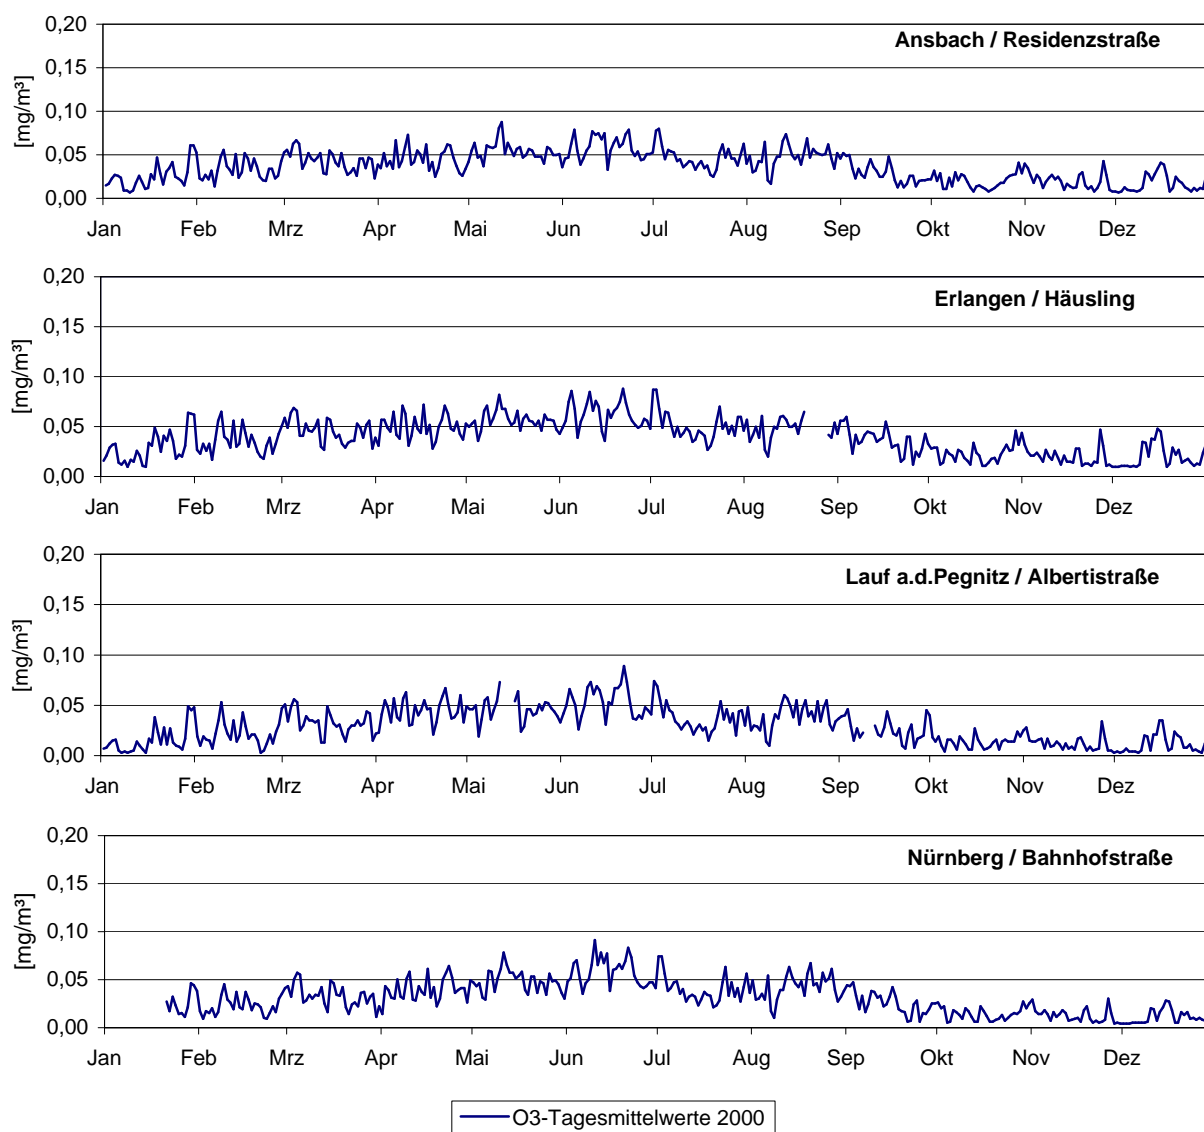 Ansbach / Residenzstraße
[mg/m³]
0,20
0,15
0,10
0,05
0,00
Jan Feb Mrz Apr Mai Jun Jul Aug Sep Okt Nov Dez
Erlangen / Häusling
[mg/m³]
0,20
0,15
0,10
0,05
0,00
Jan Feb Mrz Apr Mai Jun Jul Aug Sep Okt Nov Dez
Lauf a.d.Pegnitz / Albertistraße
[mg/m³]
0,20
0,15
0,10
0,05
0,00
Jan Feb Mrz Apr Mai Jun Jul Aug Sep Okt Nov Dez
Nürnberg / Bahnhofstraße
[mg/m³]
0,20
0,15
0,10
0,05
0,00
Jan Feb Mrz Apr Mai Jun Jul Aug Sep Okt Nov Dez
O3-Tagesmittelwerte 2000